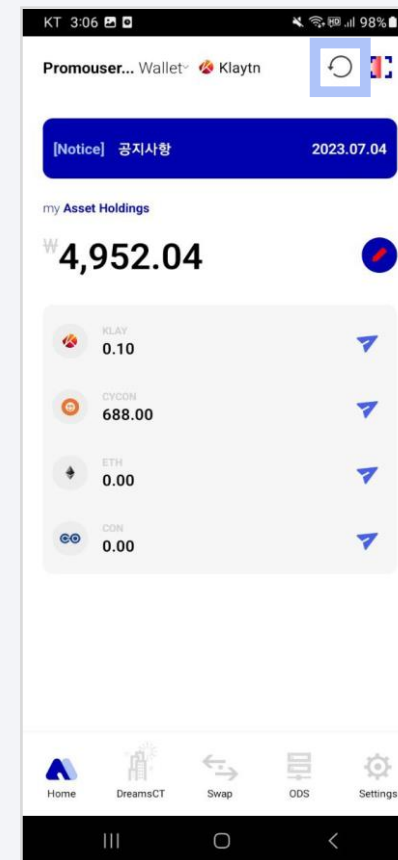 KT 3:06 HD 98%
Promouser... Wallet Klaytn
[Notice] 공지사항 2023.07.04
my Asset Holdings
₩4,952.04
KLAY
0.10
CYCON
688.00
ETH
0.00
CON
0.00
Home DreamsCT Swap ODS Settings